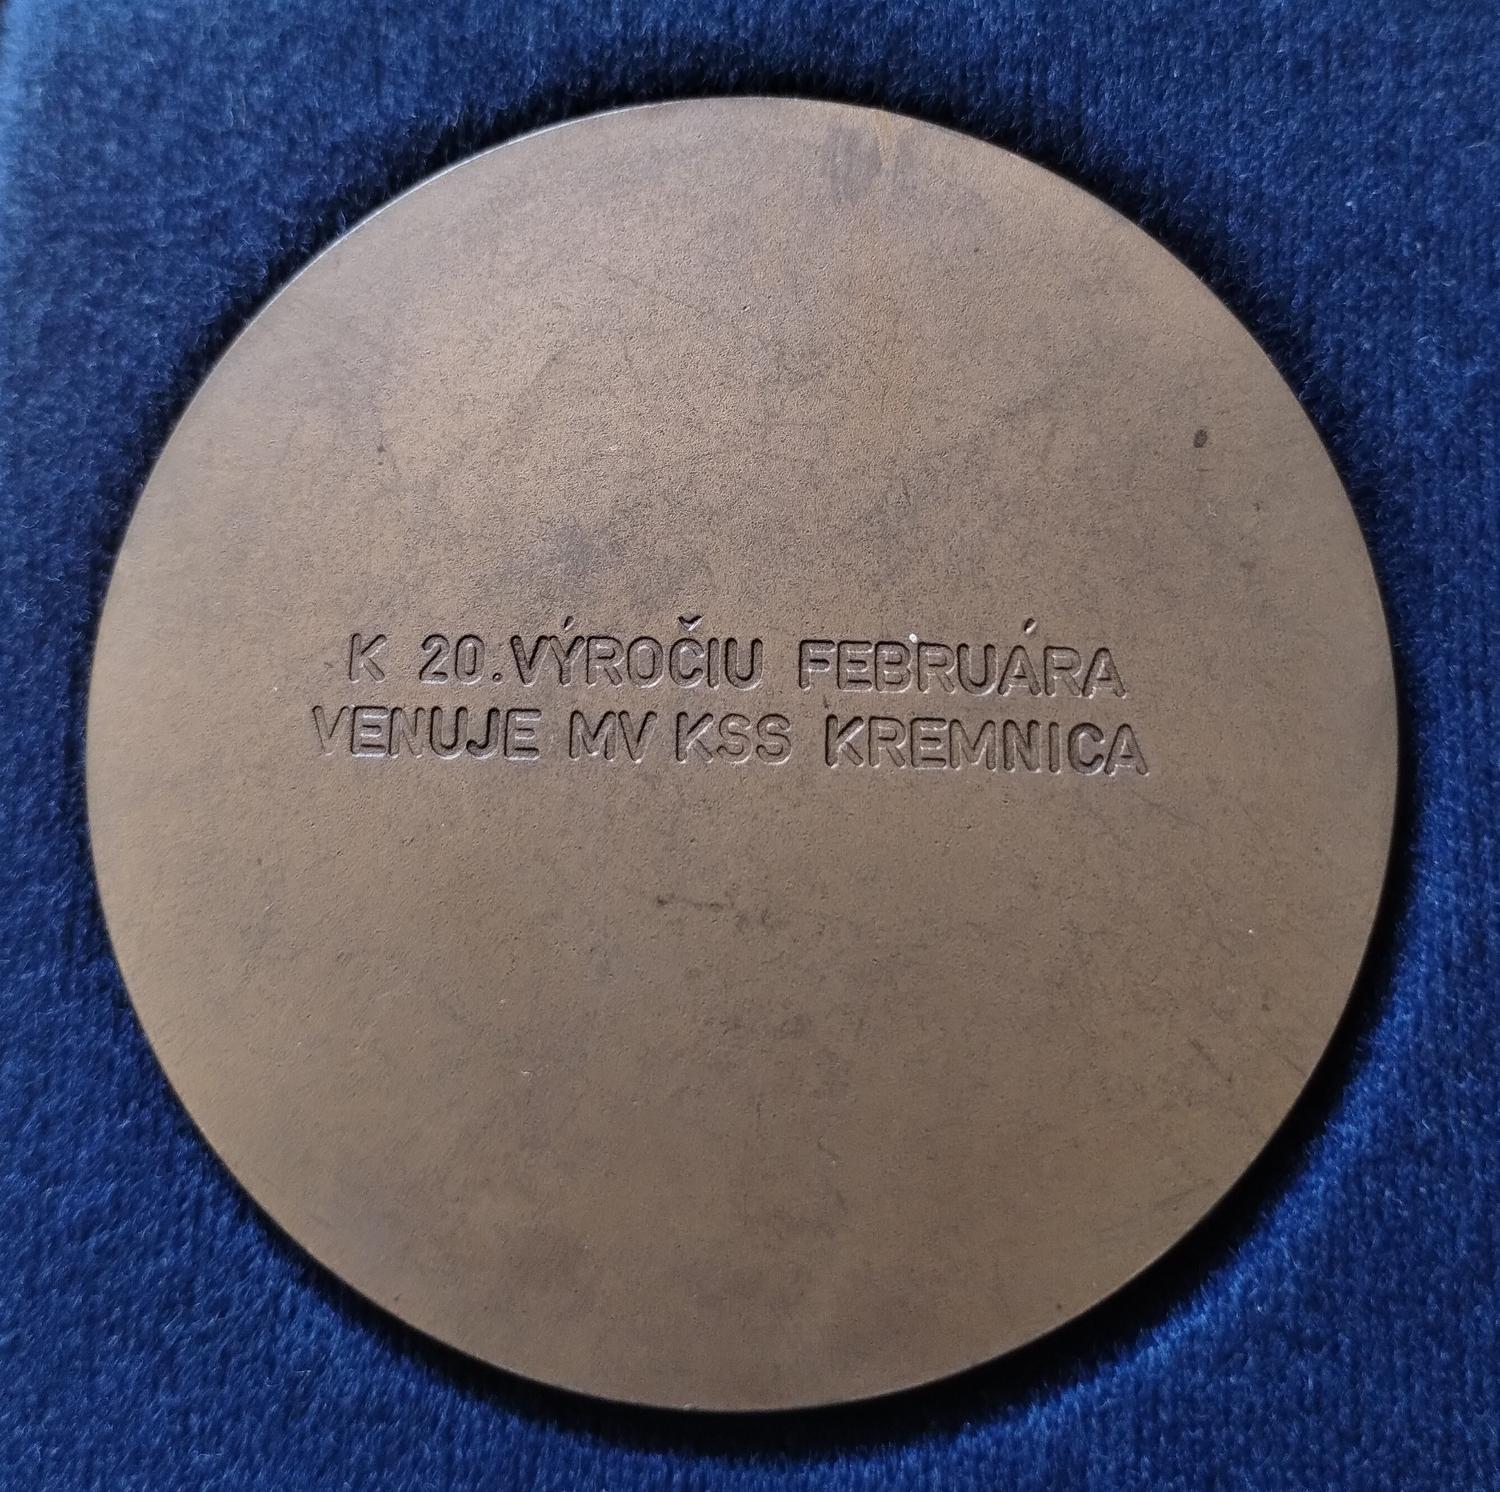 K 20. VÝROČIU FEBRUÁRA
VENUJE MV KSS KREMNICA